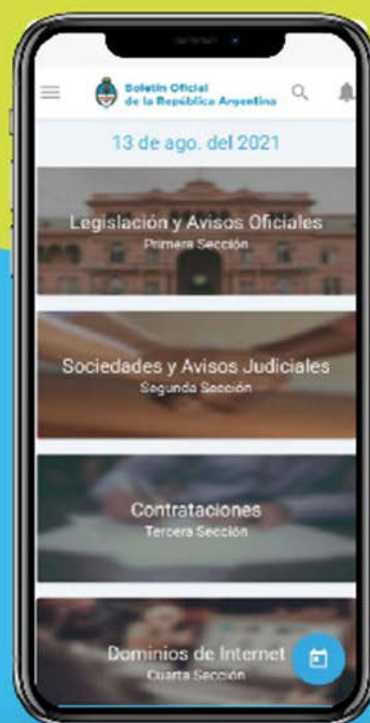 Boletín Oficial
de la República Argentina
13 de ago. del 2021
Legislación y Avisos Oficiales
Primera Sección
Sociedades y Avisos Judiciales
Segunda Sección
Contrataciones
Tercera Sección
Dominios de Internet
Cuarta Sección